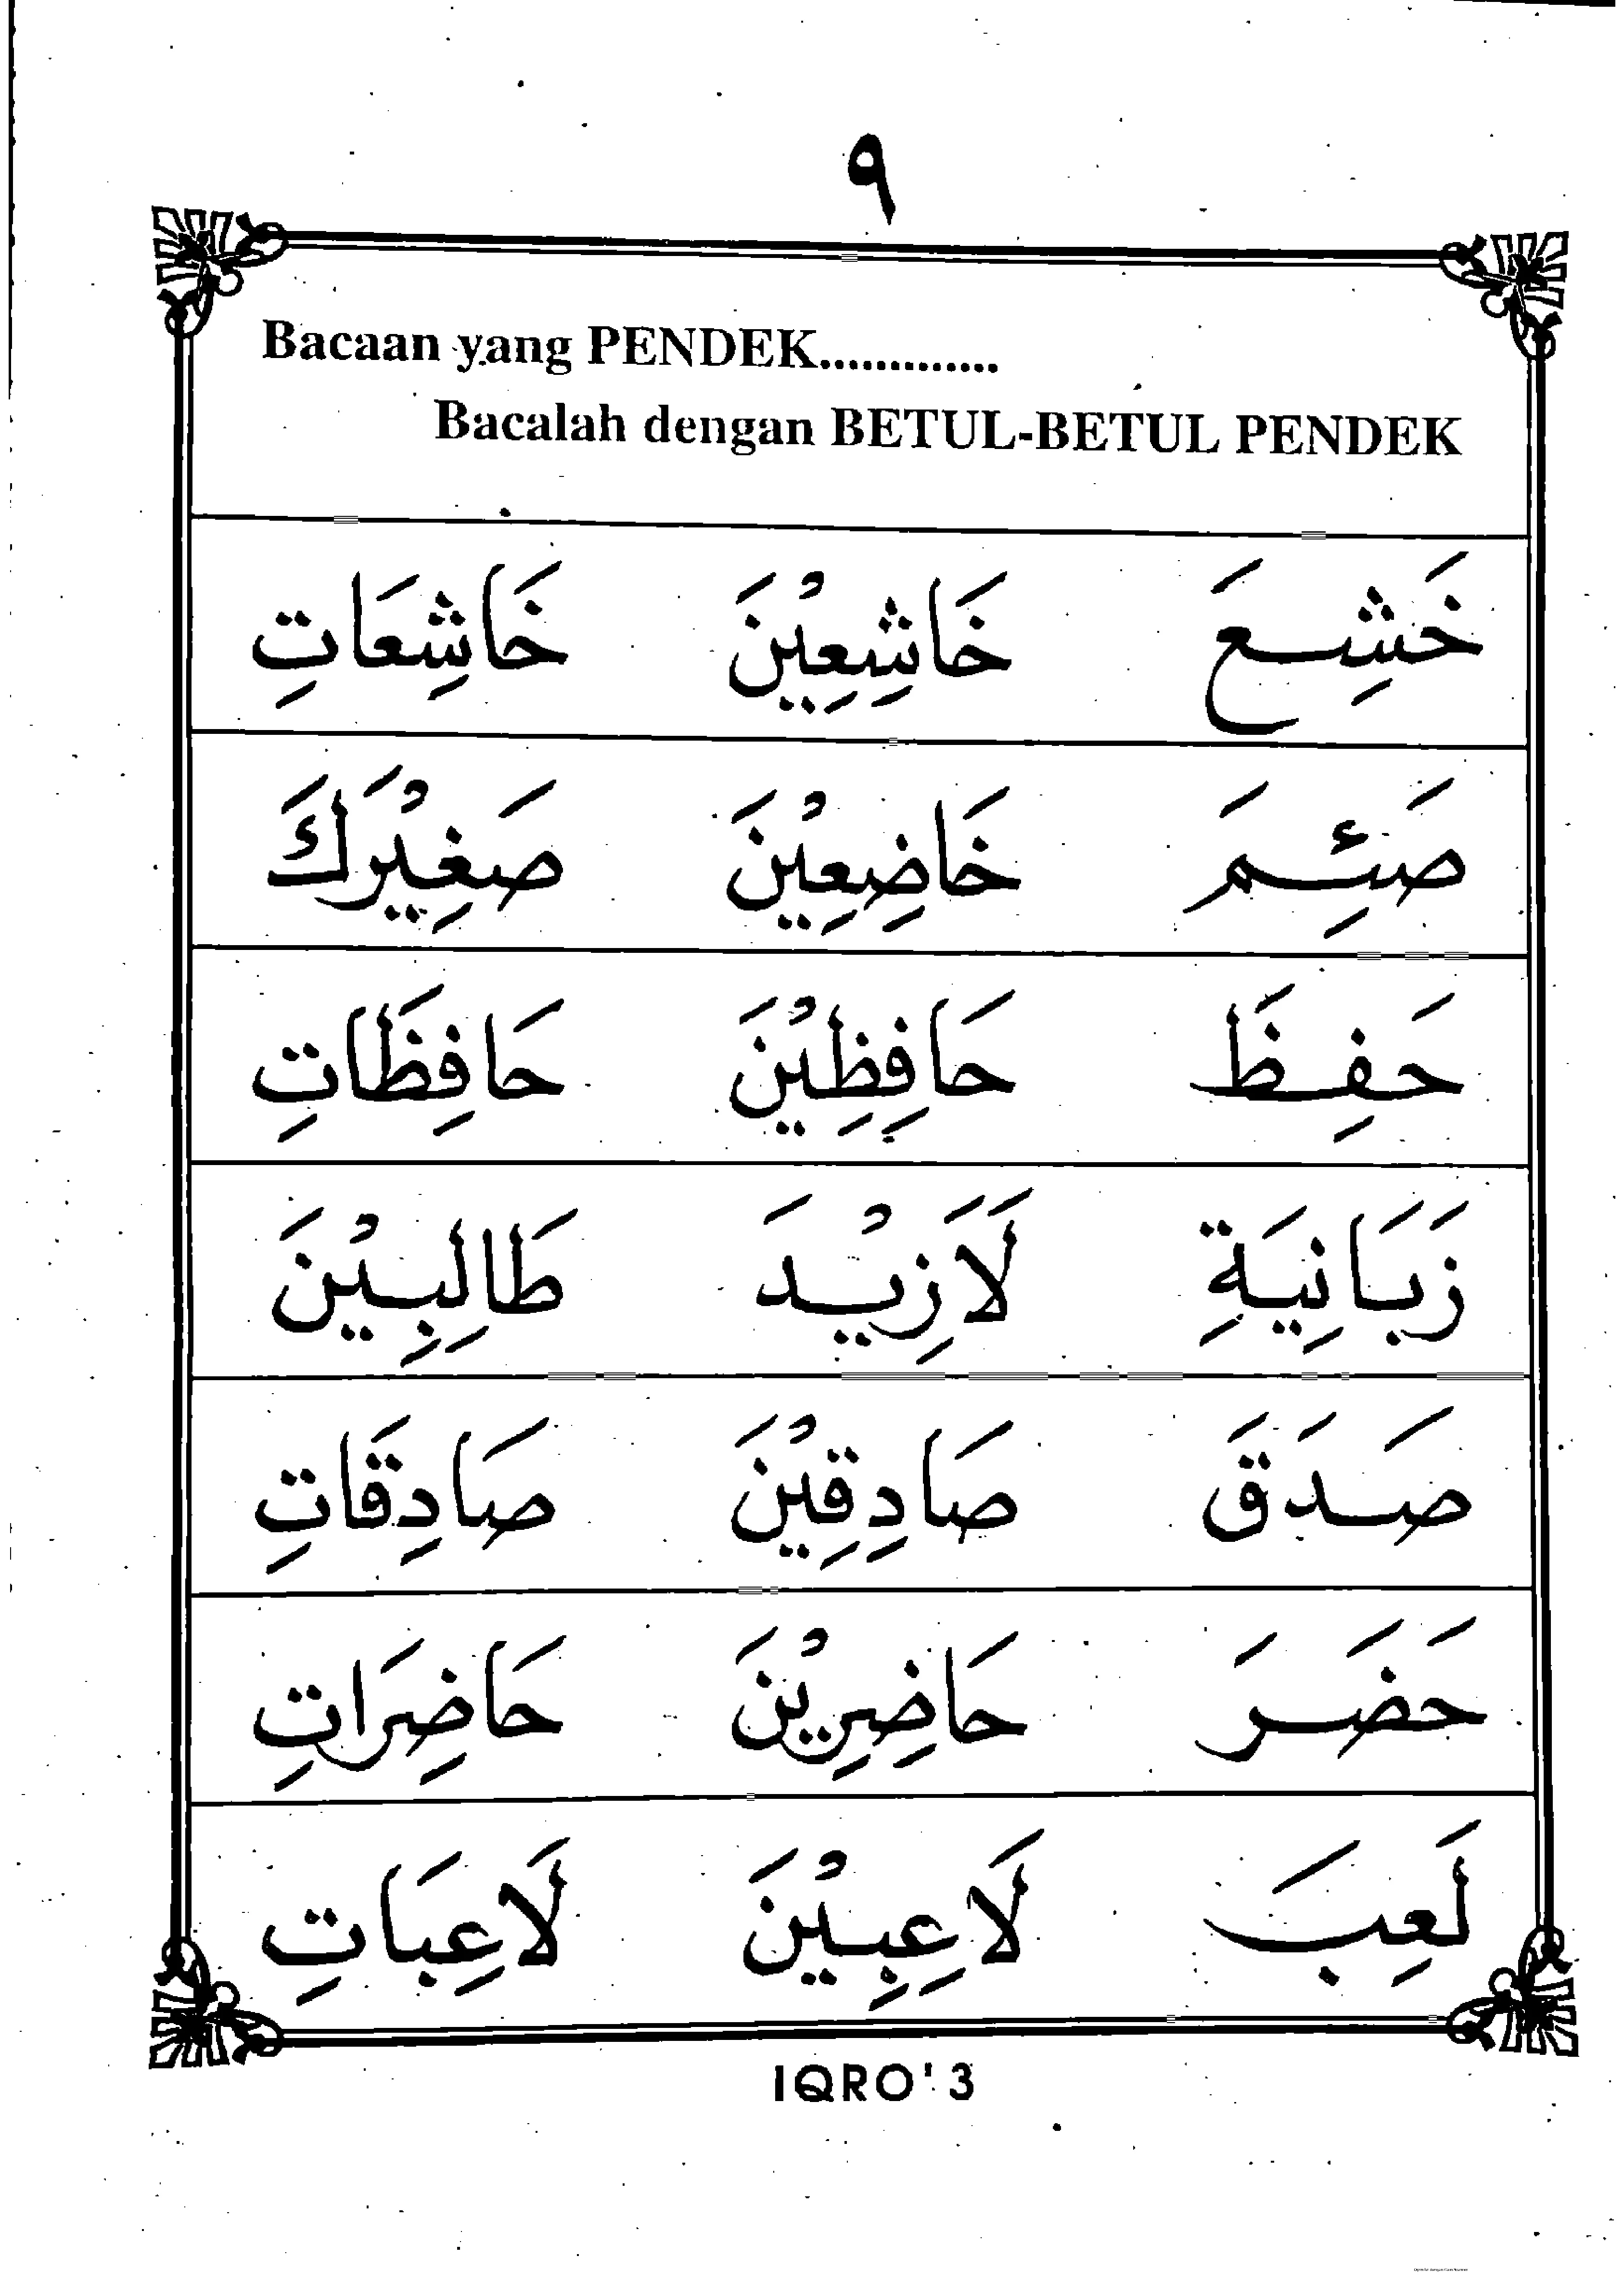 ٩
Bacaan yang PENDEK.............
Bacalah dengan BETUL-BETUL PENDEK
خَشِعَ خَاشِعِيْنَ خَاشِعَاتِ
صَئِمَ خَاضِعِيْنَ صَغِيْرَكَ
حَفِظَ حَافِظِيْنَ حَافِظَاتِ
زَبَانِيَةِ لَازِيْدَ طَالِبِيْنَ
صَدَقَ صَادِقِيْنَ صَادِقَاتِ
حَضَرَ حَاضِرِيْنَ حَاضِرَاتِ
لَعِبَ لَاعِبِيْنَ لَاعِبَاتِ
IQRO' 3